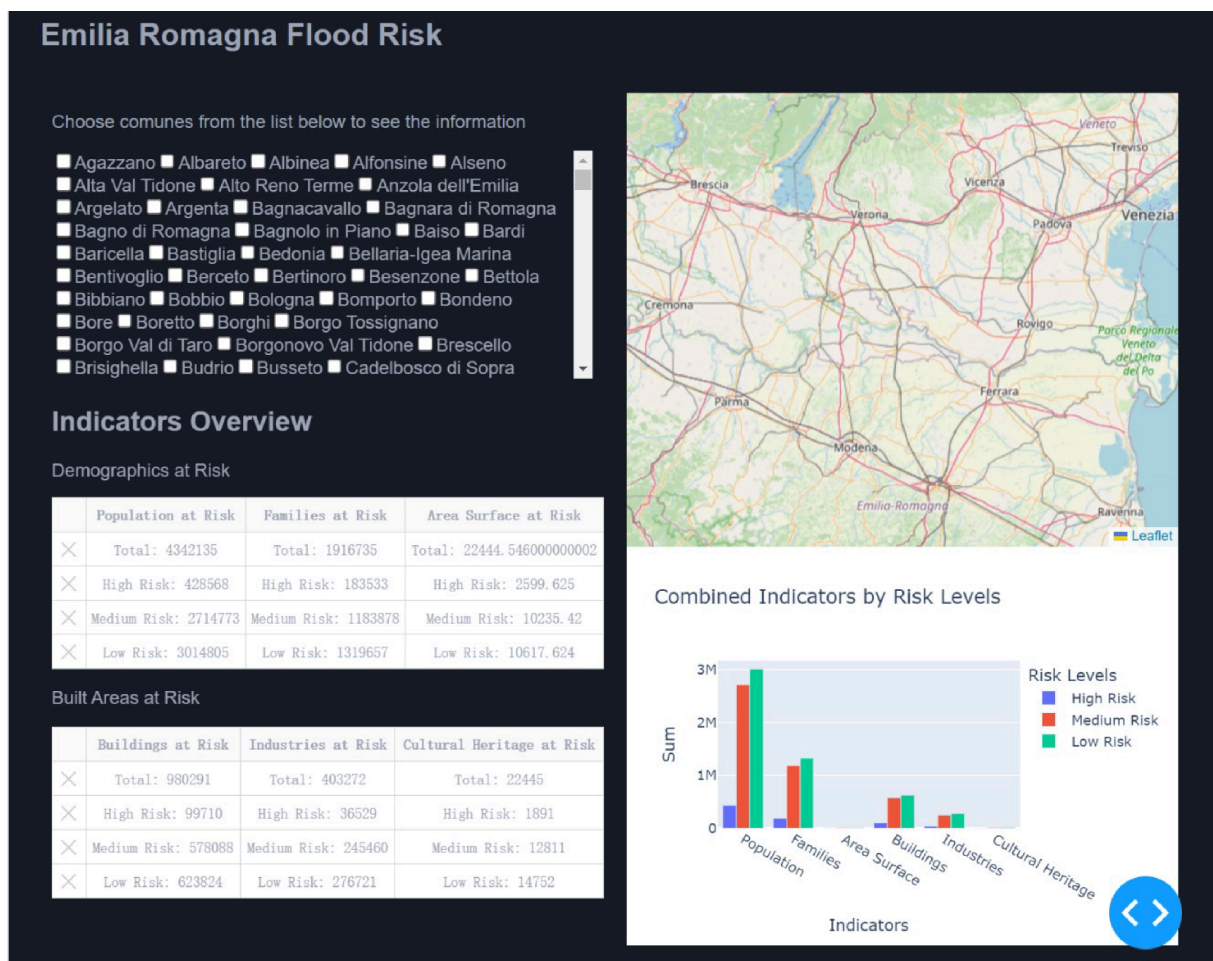 Emilia Romagna Flood Risk
Choose comunes from the list below to see the information
Agazzano Albareto Albinea Alfonsine Alseno
Alta Val Tidone Alto Reno Terme Anzola dell'Emilia
Argelato Argenta Bagnacavallo Bagnara di Romagna
Bagno di Romagna Bagnolo in Piano Baiso Bardi
Baricella Bastiglia Bedonia Bellaria-Igea Marina
Bentivoglio Berceto Bertinoro Besenzone Bettola
Bibbiano Bobbio Bologna Bomporto Bondeno
Bore Boretto Borghi Borgo Tossignano
Borgo Val di Taro Borgonovo Val Tidone Brescello
Brisighella Budrio Busseto Cadelbosco di Sopra
Indicators Overview
Demographics at Risk
Population at Risk Families at Risk Area Surface at Risk
Total: 4342135 Total: 1916735 Total: 22444.546000000002
High Risk: 428568 High Risk: 183533 High Risk: 2599.625
Medium Risk: 2714773 Medium Risk: 1183878 Medium Risk: 10235.42
Low Risk: 3014805 Low Risk: 1319657 Low Risk: 10617.624
Built Areas at Risk
Buildings at Risk Industries at Risk Cultural Heritage at Risk
Total: 980291 Total: 403272 Total: 22445
High Risk: 99710 High Risk: 36529 High Risk: 1891
Medium Risk: 578088 Medium Risk: 245460 Medium Risk: 12811
Low Risk: 623824 Low Risk: 276721 Low Risk: 14752
Veneto
Treviso
Brescia
Vicenza
Verona
Padova
Venezia
Cremona
Rovigo
Parco Regionale
Veneto
del Delta
del Po
Parma
Ferrara
Modena
Emilia-Romagna
Ravenna
Leaflet
Combined Indicators by Risk Levels
3M
2M
1M
0
Sum
Population
Families
Area Surface
Buildings
Industries
Cultural Heritage
Indicators
Risk Levels
High Risk
Medium Risk
Low Risk